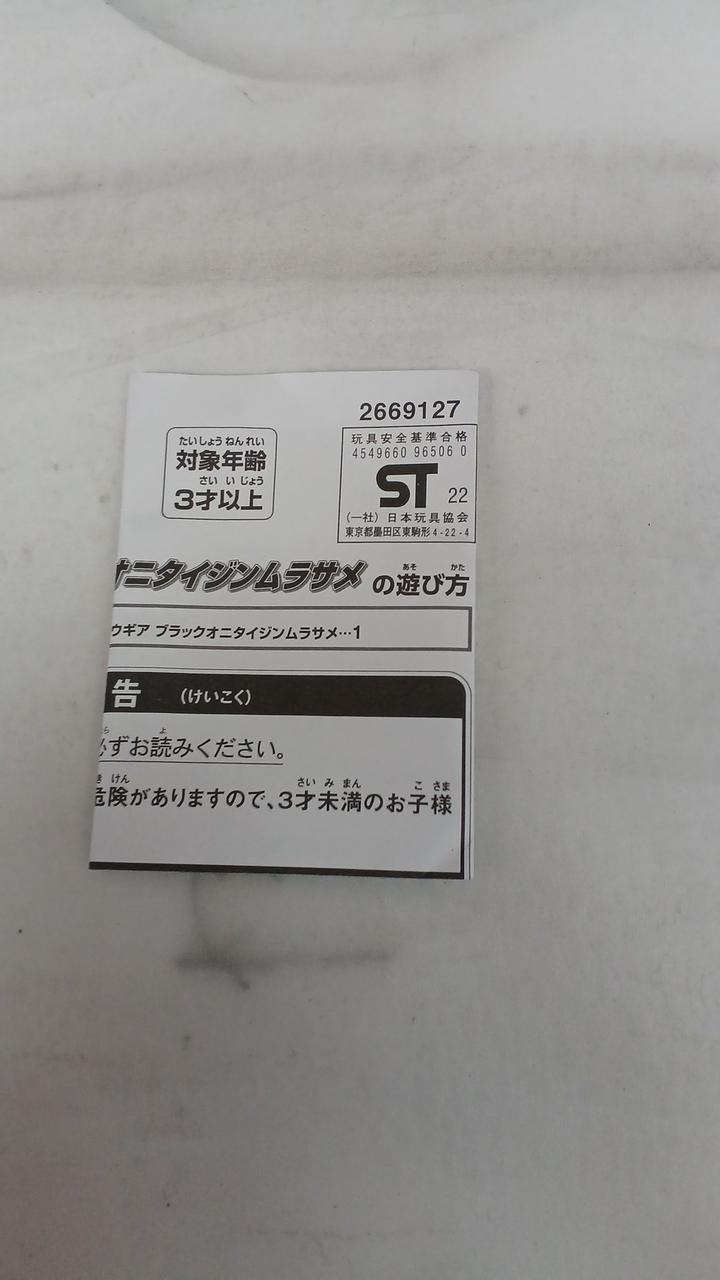 2669127
たいしょうねんれい
対象年齢
さいいじょう
3才以上
玩具安全基準合格
4549660 96506 0
ST 22
(一社)日本玩具協会
東京都墨田区東駒形4-22-4
オニタイジンムラサメの遊び方
あそ かた
ウギア ブラックオニタイジンムラサメ…1
告 (けいこく)
ら よ
必ずお読みください。
き けん さい み まん こ さま
危険がありますので、3才未満のお子様